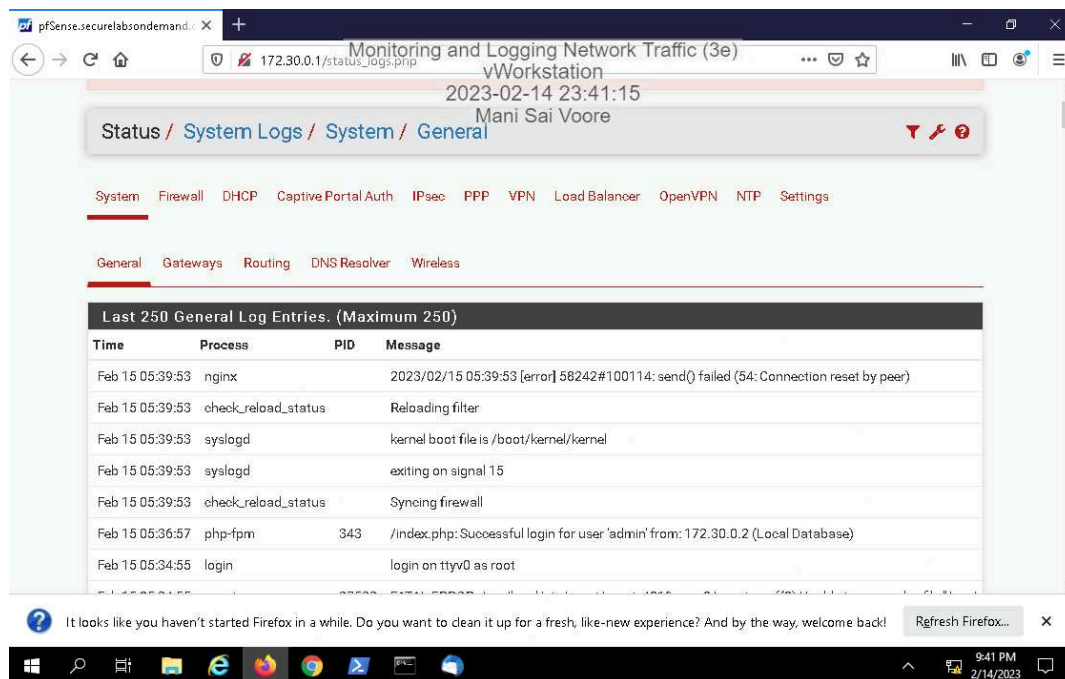 pfSense.securelabsondemand.
172.30.0.1/status_logs.php
Monitoring and Logging Network Traffic (3e)
vWorkstation
2023-02-14 23:41:15
Mani Sai Voore
Status / System Logs / System / General
System Firewall DHCP Captive Portal Auth IPsec PPP VPN Load Balancer OpenVPN NTP Settings
General Gateways Routing DNS Resolver Wireless
Last 250 General Log Entries. (Maximum 250)
Time Process PID Message
Feb 15 05:39:53 nginx 2023/02/15 05:39:53 [error] 58242#100114: send() failed (54: Connection reset by peer)
Feb 15 05:39:53 check_reload_status Reloading filter
Feb 15 05:39:53 syslogd kernel boot file is /boot/kernel/kernel
Feb 15 05:39:53 syslogd exiting on signal 15
Feb 15 05:39:53 check_reload_status Syncing firewall
Feb 15 05:36:57 php-fpm 343 /index.php: Successful login for user 'admin' from: 172.30.0.2 (Local Database)
Feb 15 05:34:55 login login on ttyv0 as root
It looks like you haven't started Firefox in a while. Do you want to clean it up for a fresh, like-new experience? And by the way, welcome back! Refresh Firefox...
9:41 PM
2/14/2023